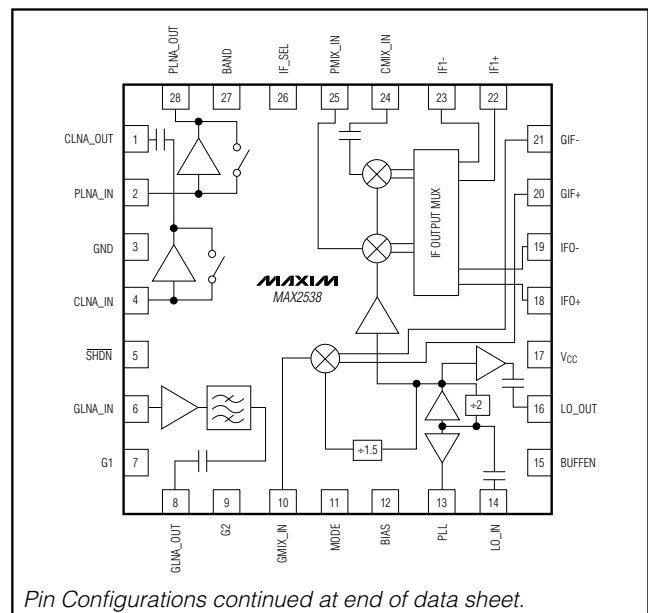 PLNA_OUT
BAND
IF_SEL
PMIX_IN
CMIX_IN
IF1-
IF1+
28
27
26
25
24
23
22
CLNA_OUT
1
21
GIF-
PLNA_IN
2
20
GIF+
GND
3
IF OUTPUT MUX
19
IF0-
CLNA_IN
4
MAXIM
MAX2538
18
IF0+
SHDN
5
17
VCC
GLNA_IN
6
÷2
16
LO_OUT
÷1.5
G1
7
15
BUFFEN
8
9
10
11
12
13
14
GLNA_OUT
G2
GMIX_IN
MODE
BIAS
PLL
LO_IN
Pin Configurations continued at end of data sheet.